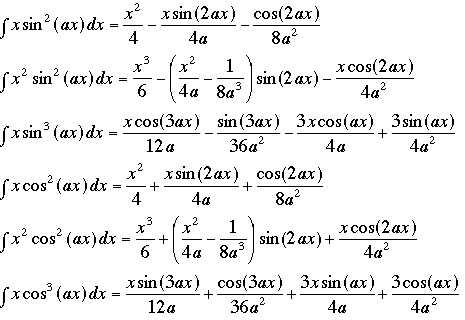 ∫ x sin² (ax) dx = x²/4 − x sin(2ax)/4a − cos(2ax)/8a²
∫ x² sin² (ax) dx = x³/6 − (x²/4a − 1/8a³) sin(2ax) − x cos(2ax)/4a²
∫ x sin³ (ax) dx = x cos(3ax)/12a − sin(3ax)/36a² − 3x cos(ax)/4a + 3 sin(ax)/4a²
∫ x cos² (ax) dx = x²/4 + x sin(2ax)/4a + cos(2ax)/8a²
∫ x² cos² (ax) dx = x³/6 + (x²/4a − 1/8a³) sin(2ax) + x cos(2ax)/4a²
∫ x cos³ (ax) dx = x sin(3ax)/12a + cos(3ax)/36a² + 3x sin(ax)/4a + 3 cos(ax)/4a²